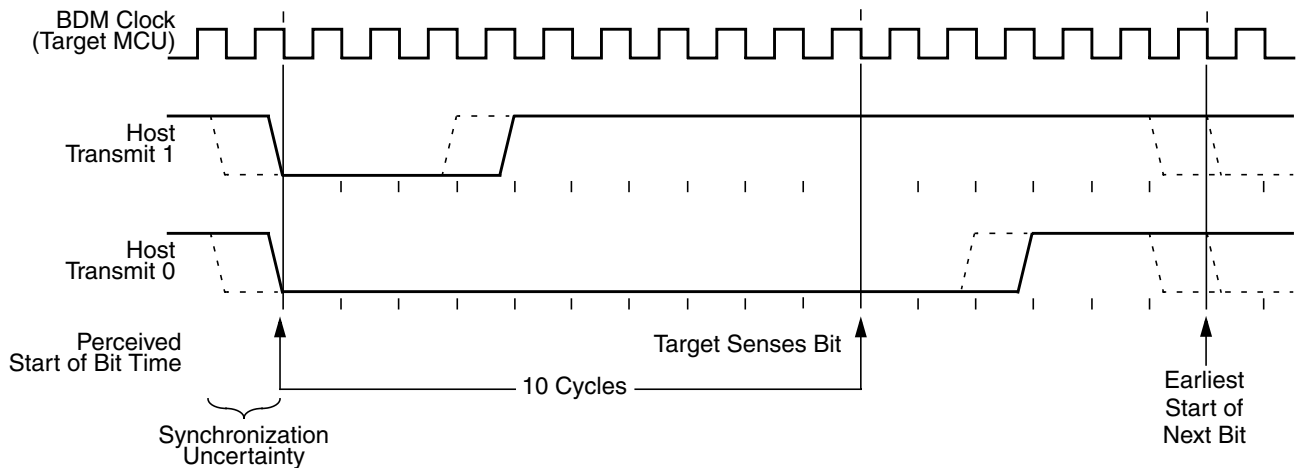 BDM Clock
(Target MCU)
Host
Transmit 1
Host
Transmit 0
Perceived
Start of Bit Time
Target Senses Bit
10 Cycles
Earliest
Start of
Next Bit
Synchronization
Uncertainty